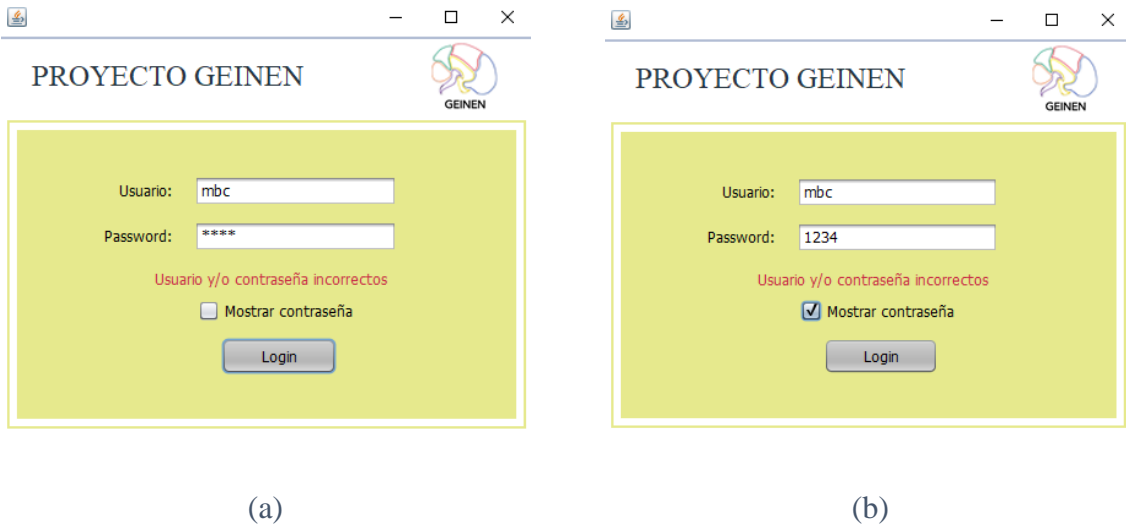 PROYECTO GEINEN
GEINEN
Usuario: mbc
Password: ****
Usuario y/o contraseña incorrectos
Mostrar contraseña
Login
(a)
PROYECTO GEINEN
GEINEN
Usuario: mbc
Password: 1234
Usuario y/o contraseña incorrectos
Mostrar contraseña
Login
(b)